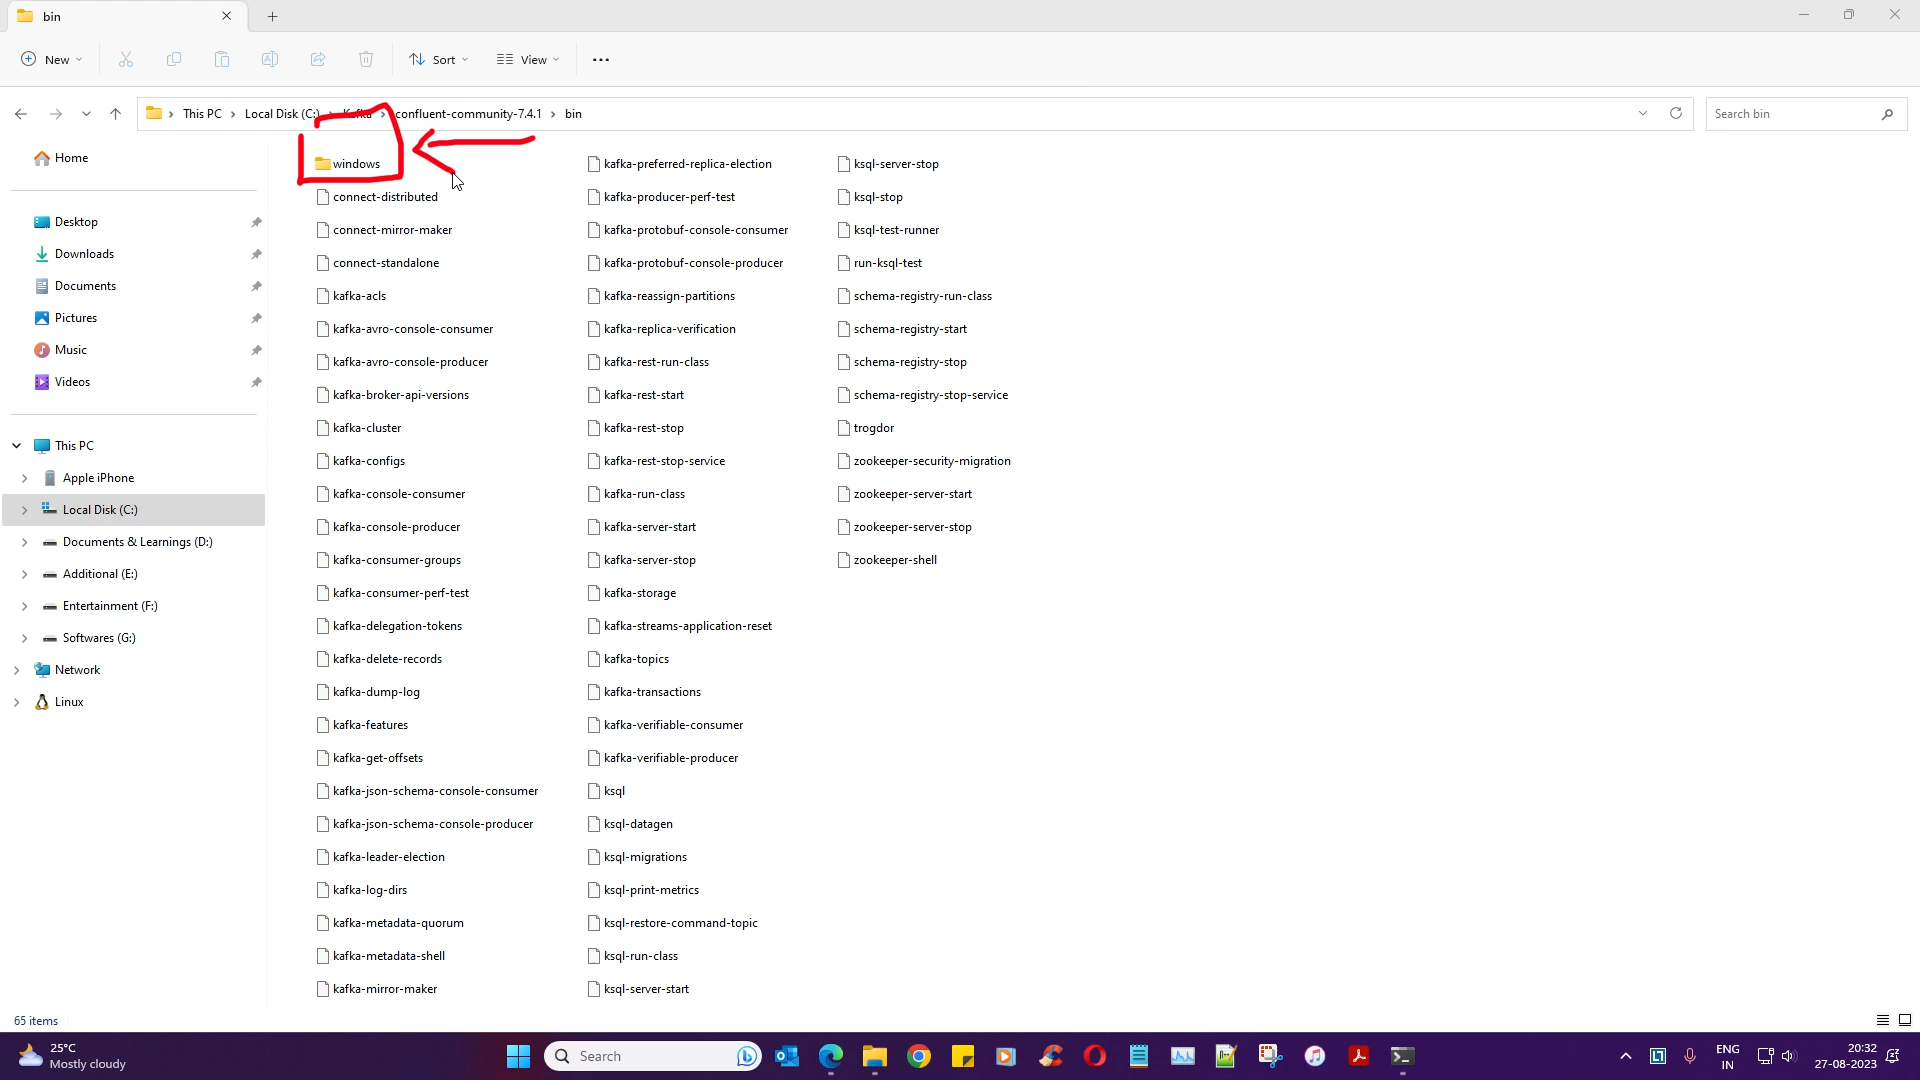 bin
New
Sort
View
This PC
Local Disk (C:)
Kafka
confluent-community-7.4.1
bin
Search bin
Home
Desktop
Downloads
Documents
Pictures
Music
Videos
This PC
Apple iPhone
Local Disk (C:)
Documents & Learnings (D:)
Additional (E:)
Entertainment (F:)
Softwares (G:)
Network
Linux
windows
connect-distributed
connect-mirror-maker
connect-standalone
kafka-acls
kafka-avro-console-consumer
kafka-avro-console-producer
kafka-broker-api-versions
kafka-cluster
kafka-configs
kafka-console-consumer
kafka-console-producer
kafka-consumer-groups
kafka-consumer-perf-test
kafka-delegation-tokens
kafka-delete-records
kafka-dump-log
kafka-features
kafka-get-offsets
kafka-json-schema-console-consumer
kafka-json-schema-console-producer
kafka-leader-election
kafka-log-dirs
kafka-metadata-quorum
kafka-metadata-shell
kafka-mirror-maker
kafka-preferred-replica-election
kafka-producer-perf-test
kafka-protobuf-console-consumer
kafka-protobuf-console-producer
kafka-reassign-partitions
kafka-replica-verification
kafka-rest-run-class
kafka-rest-start
kafka-rest-stop
kafka-rest-stop-service
kafka-run-class
kafka-server-start
kafka-server-stop
kafka-storage
kafka-streams-application-reset
kafka-topics
kafka-transactions
kafka-verifiable-consumer
kafka-verifiable-producer
ksql
ksql-datagen
ksql-migrations
ksql-print-metrics
ksql-restore-command-topic
ksql-run-class
ksql-server-start
ksql-server-stop
ksql-stop
ksql-test-runner
run-ksql-test
schema-registry-run-class
schema-registry-start
schema-registry-stop
schema-registry-stop-service
trogdor
zookeeper-security-migration
zookeeper-server-start
zookeeper-server-stop
zookeeper-shell
65 items
25°C
Mostly cloudy
Search
ENG
IN
20:32
27-08-2023